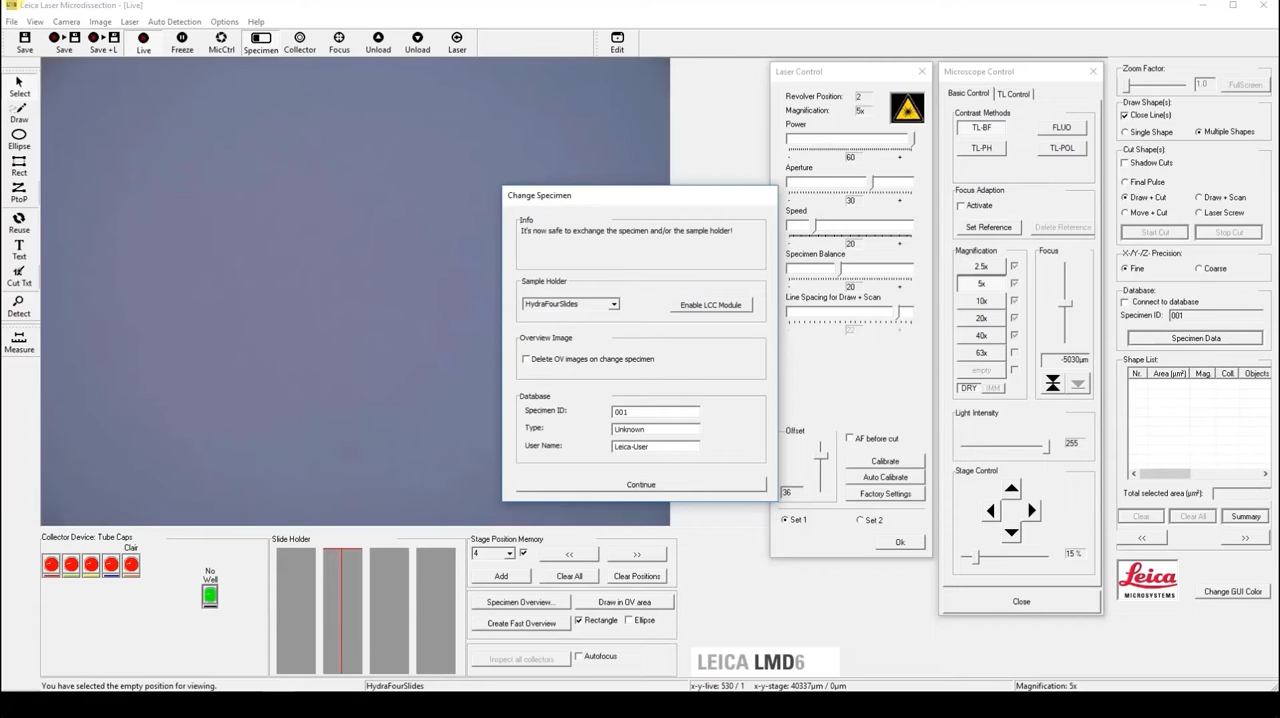 Leica Laser Microdissection - [Live]
File View Camera Image Laser Auto Detection Options Help
Save Save Save +L Live Freeze MicCtrl Specimen Collector Focus Unload Unload Laser Edit
Select
Draw
Ellipse
Rect
PtoP
Reuse
Text
Cut Txt
Detect
Measure
Change Specimen
Info
It's now safe to exchange the specimen and/or the sample holder!
Sample Holder
HydraFourSlides Enable LCC Module
Overview Image
Delete OV images on change specimen
Database
Specimen ID: 001
Type: Unknown
User Name: Leica-User
Continue
Laser Control
Revolver Position: 2
Magnification: 5x
Power
- 60 +
Aperture
- 30 +
Speed
- 20 +
Specimen Balance
- 20 +
Line Spacing for Draw + Scan
- 22 +
Offset
36
AF before cut
Calibrate
Auto Calibrate
Factory Settings
Set 1 Set 2
Ok
Microscope Control
Basic Control TL Control
Contrast Methods
TL-BF FLUO
TL-PH TL-POL
Focus Adaption
Activate
Set Reference Delete Reference
Magnification Focus
2.5x
5x
10x
20x
40x
63x
empty -5030µm
DRY IMM
Light Intensity
255
Stage Control
15 %
Close
Zoom Factor:
1.0 FullScreen
Draw Shape(s):
Close Line(s)
Single Shape Multiple Shapes
Cut Shape(s):
Shadow Cuts
Final Pulse
Draw + Cut Draw + Scan
Move + Cut Laser Screw
Start Cut Stop Cut
X-/Y-/Z- Precision:
Fine Coarse
Database:
Connect to database
Specimen ID: 001
Specimen Data
Shape List:
Nr. Area (µm²) Mag. Coll. Objects
Total selected area (µm²):
Clear Clear All Summary
<< >>
Leica
MICROSYSTEMS
Change GUI Color
Collector Device: Tube Caps
Clair
No
Well
Slide Holder
Stage Position Memory
4 << >>
Add Clear All Clear Positions
Specimen Overview... Draw in OV area
Create Fast Overview Rectangle Ellipse
Inspect all collectors Autofocus
LEICA LMD6
You have selected the empty position for viewing. HydraFourSlides x-y-live: 530 / 1 x-y-stage: 40337µm / 0µm Magnification: 5x